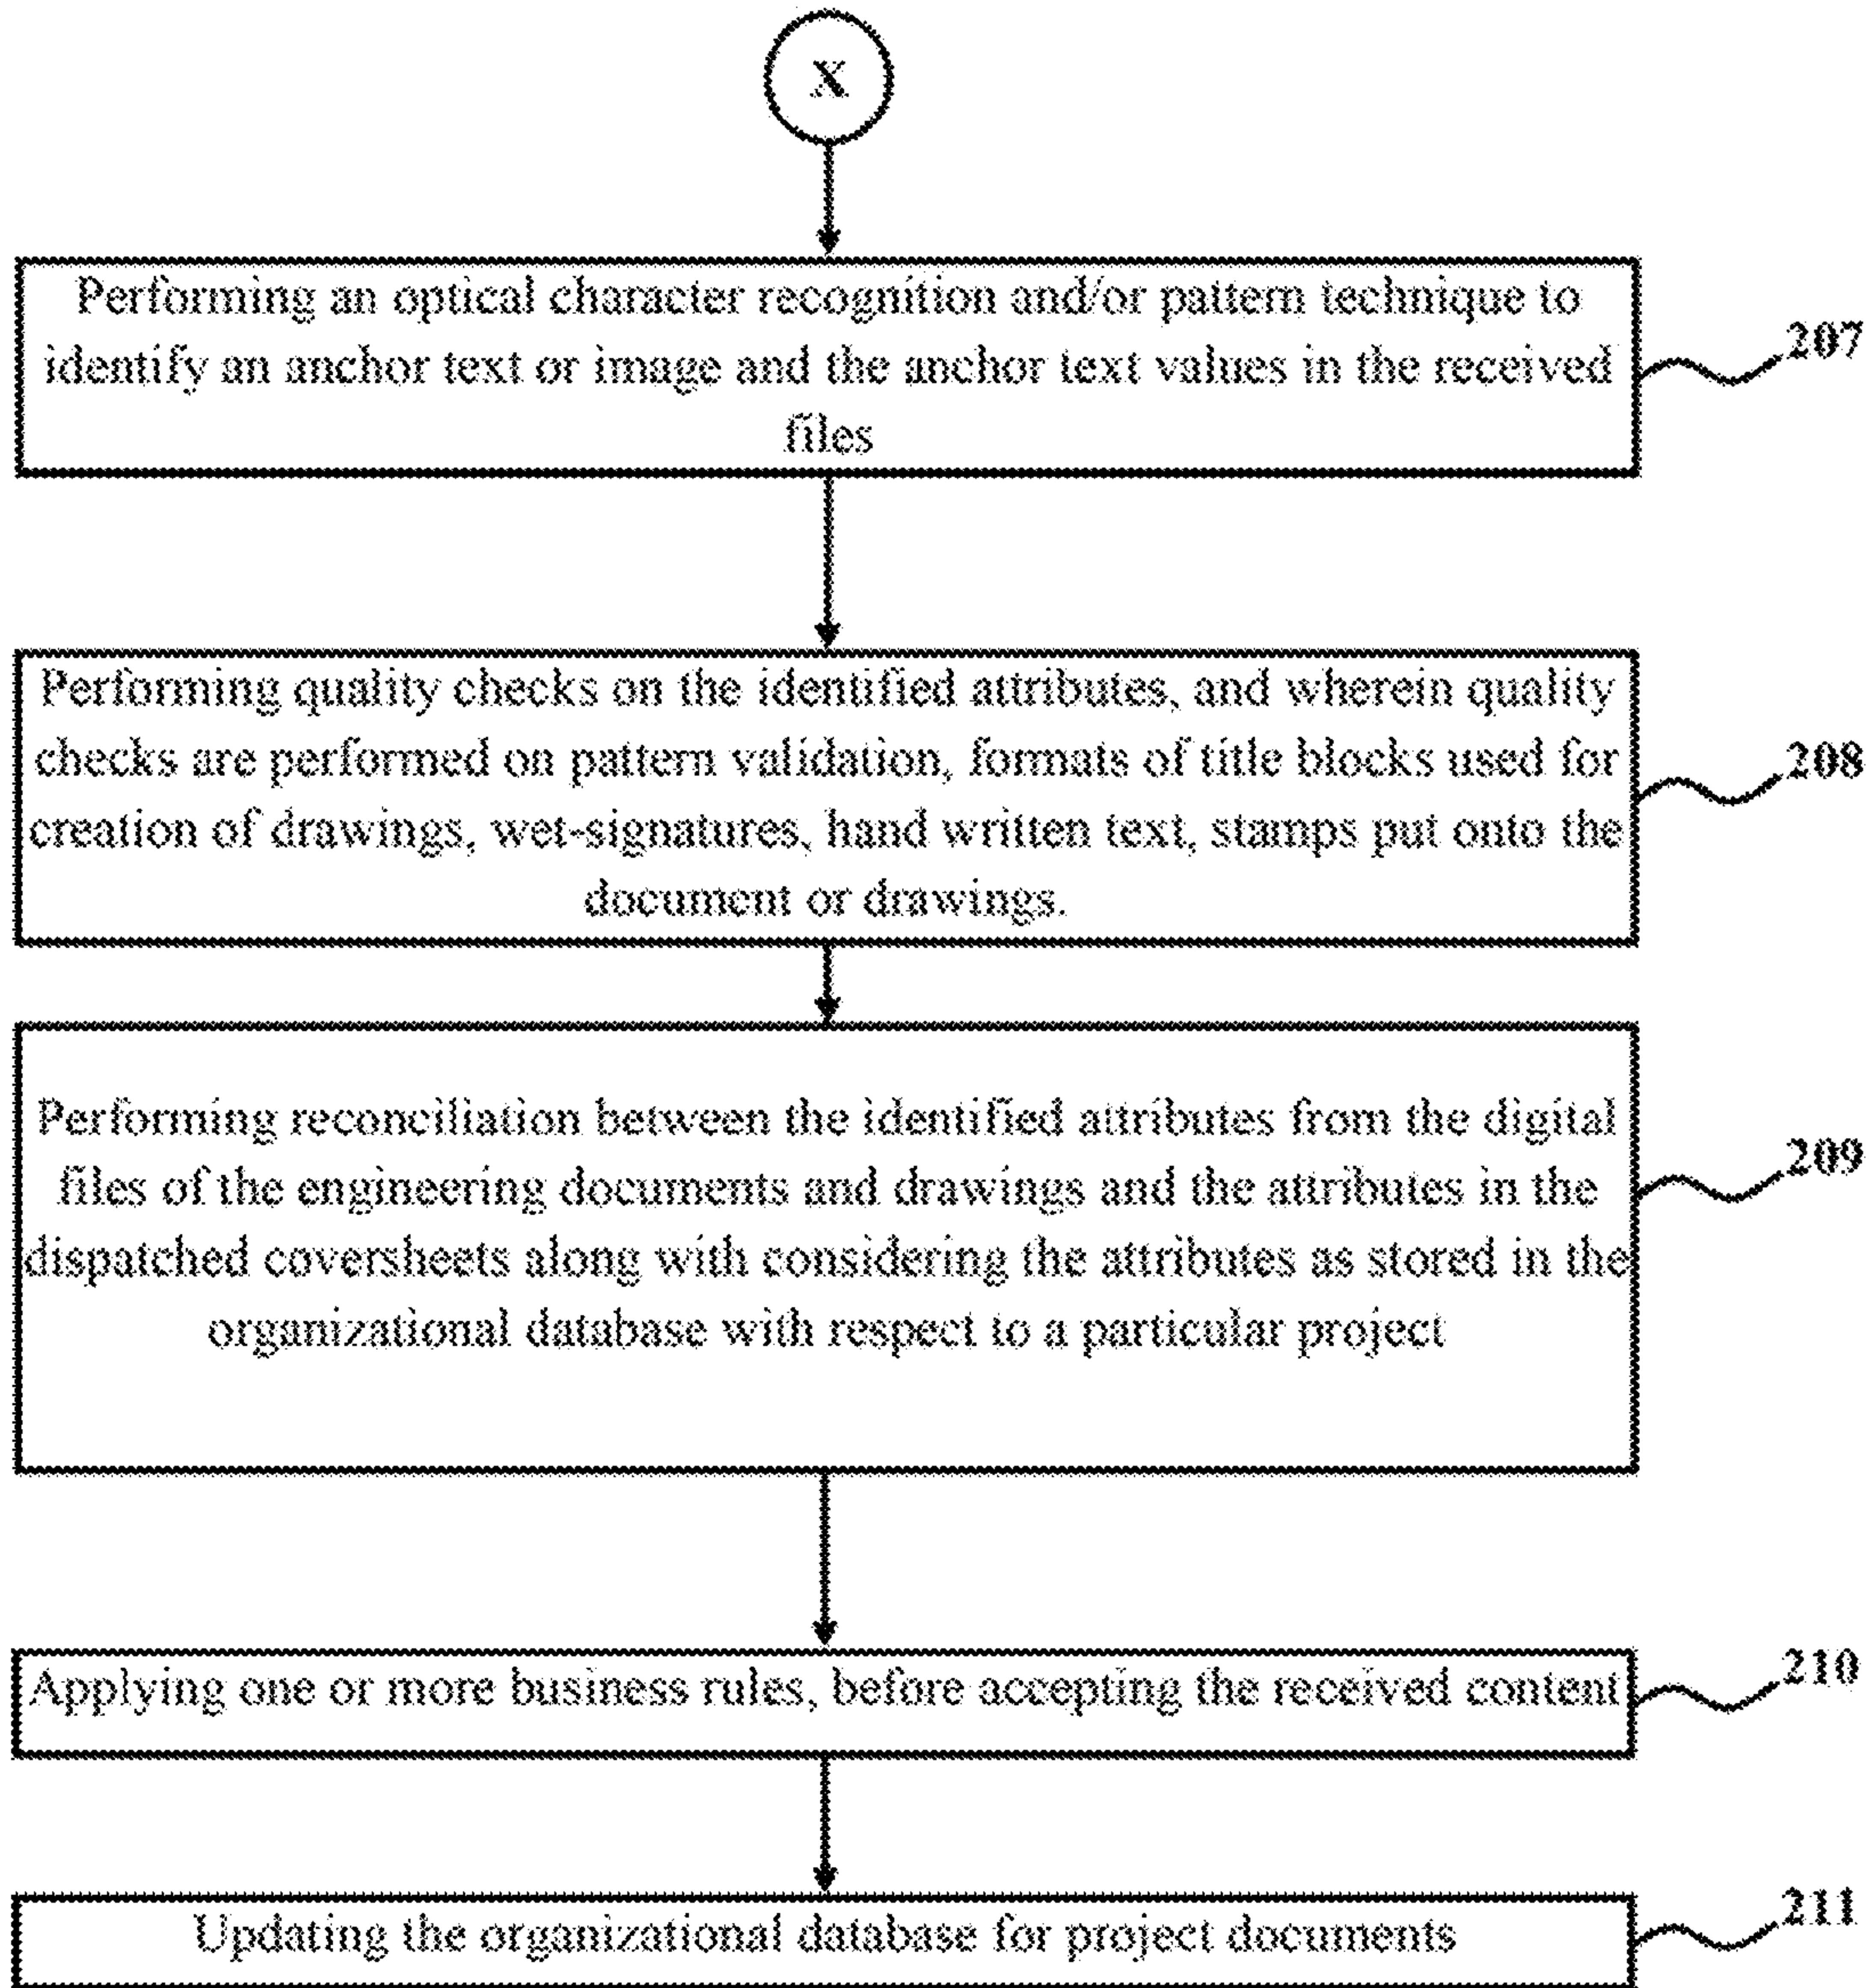 X
Performing an optical character recognition and/or pattern technique to
identify an anchor text or image and the anchor text values in the received
files
207
Performing quality checks on the identified attributes, and wherein quality
checks are performed on pattern validation, formats of title blocks used for
creation of drawings, wet-signatures, hand written text, stamps put onto the
document or drawings.
208
Performing reconciliation between the identified attributes from the digital
files of the engineering documents and drawings and the attributes in the
dispatched coversheets along with considering the attributes as stored in the
organizational database with respect to a particular project
209
Applying one or more business rules, before accepting the received content
210
Updating the organizational database for project documents
211